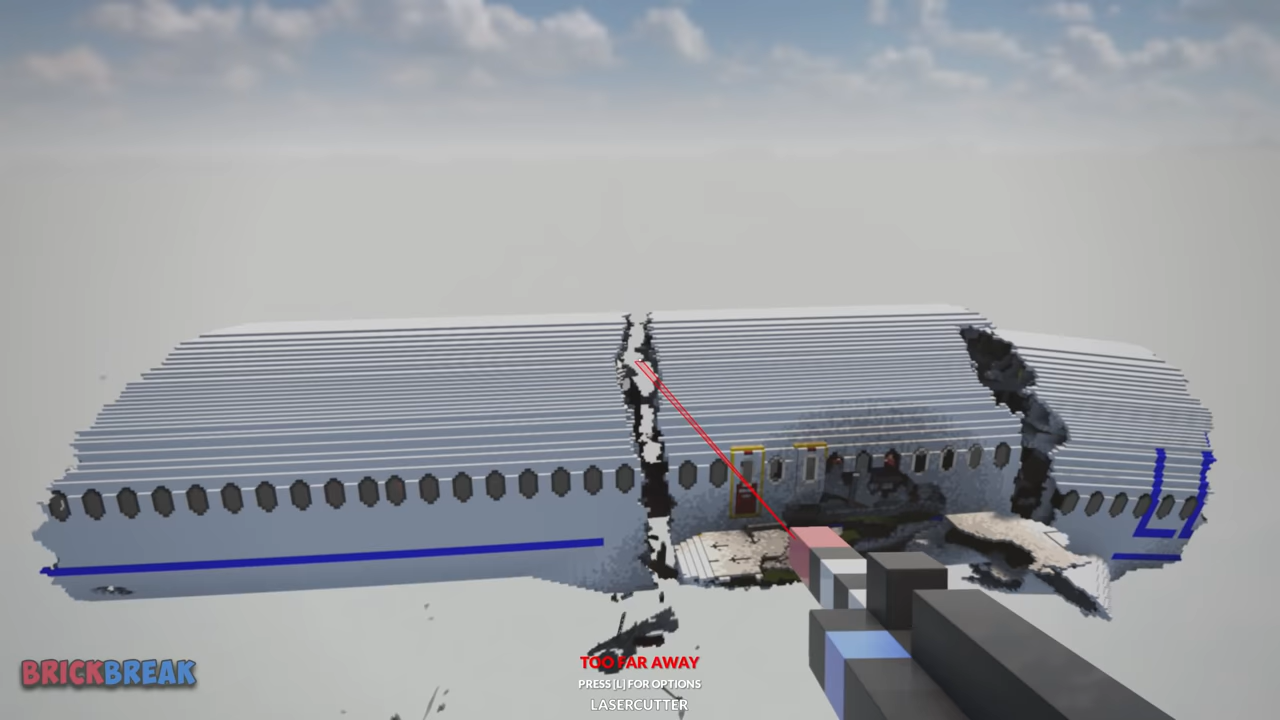 BRICKBREAK
TOO FAR AWAY
PRESS [L] FOR OPTIONS
LASERCUTTER